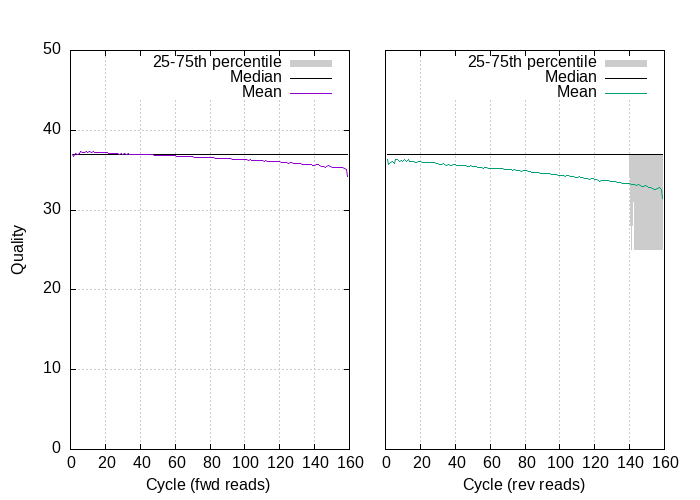 50
40
30
20
10
0
Quality
25-75th percentile
Median
Mean
0 20 40 60 80 100 120 140 160
Cycle (fwd reads)
25-75th percentile
Median
Mean
0 20 40 60 80 100 120 140 160
Cycle (rev reads)